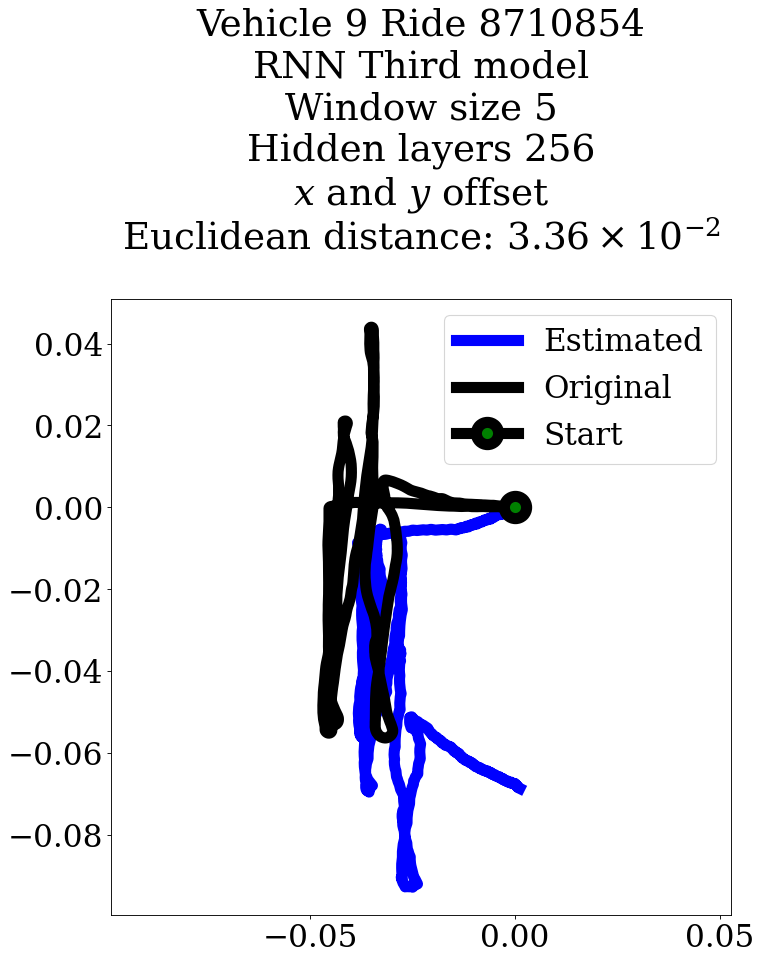 Vehicle 9 Ride 8710854
RNN Third model
Window size 5
Hidden layers 256
x and y offset
Euclidean distance: 3.36 × 10⁻²
Estimated
Original
Start
0.04
0.02
0.00
−0.02
−0.04
−0.06
−0.08
−0.05
0.00
0.05